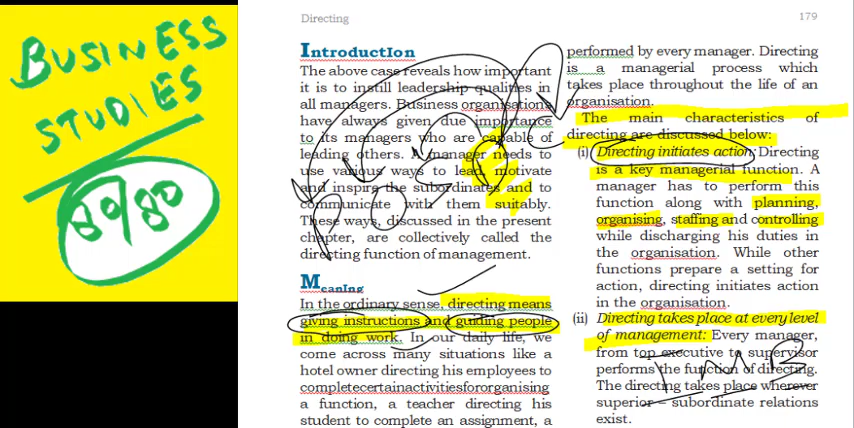 BUSINESS
STUDIES
80/80
Directing
179
Introduction
The above case reveals how important
it is to instill leadership qualities in
all managers. Business organisations
have always given due importance
to its managers who are capable of
leading others. A manager needs to
use various ways to lead, motivate
and inspire the subordinates and to
communicate with them suitably.
These ways, discussed in the present
chapter, are collectively called the
directing function of management.
Meaning
In the ordinary sense, directing means
giving instructions and guiding people
in doing work. In our daily life, we
come across many situations like a
hotel owner directing his employees to
completecertainactivitiesfororganising
a function, a teacher directing his
student to complete an assignment, a
performed by every manager. Directing
is a managerial process which
takes place throughout the life of an
organisation.
The main characteristics of
directing are discussed below:
(i) Directing initiates action: Directing
is a key managerial function. A
manager has to perform this
function along with planning,
organising, staffing and controlling
while discharging his duties in
the organisation. While other
functions prepare a setting for
action, directing initiates action
in the organisation.
(ii) Directing takes place at every level
of management: Every manager,
from top executive to supervisor
performs the function of directing.
The directing takes place wherever
superior – subordinate relations
exist.